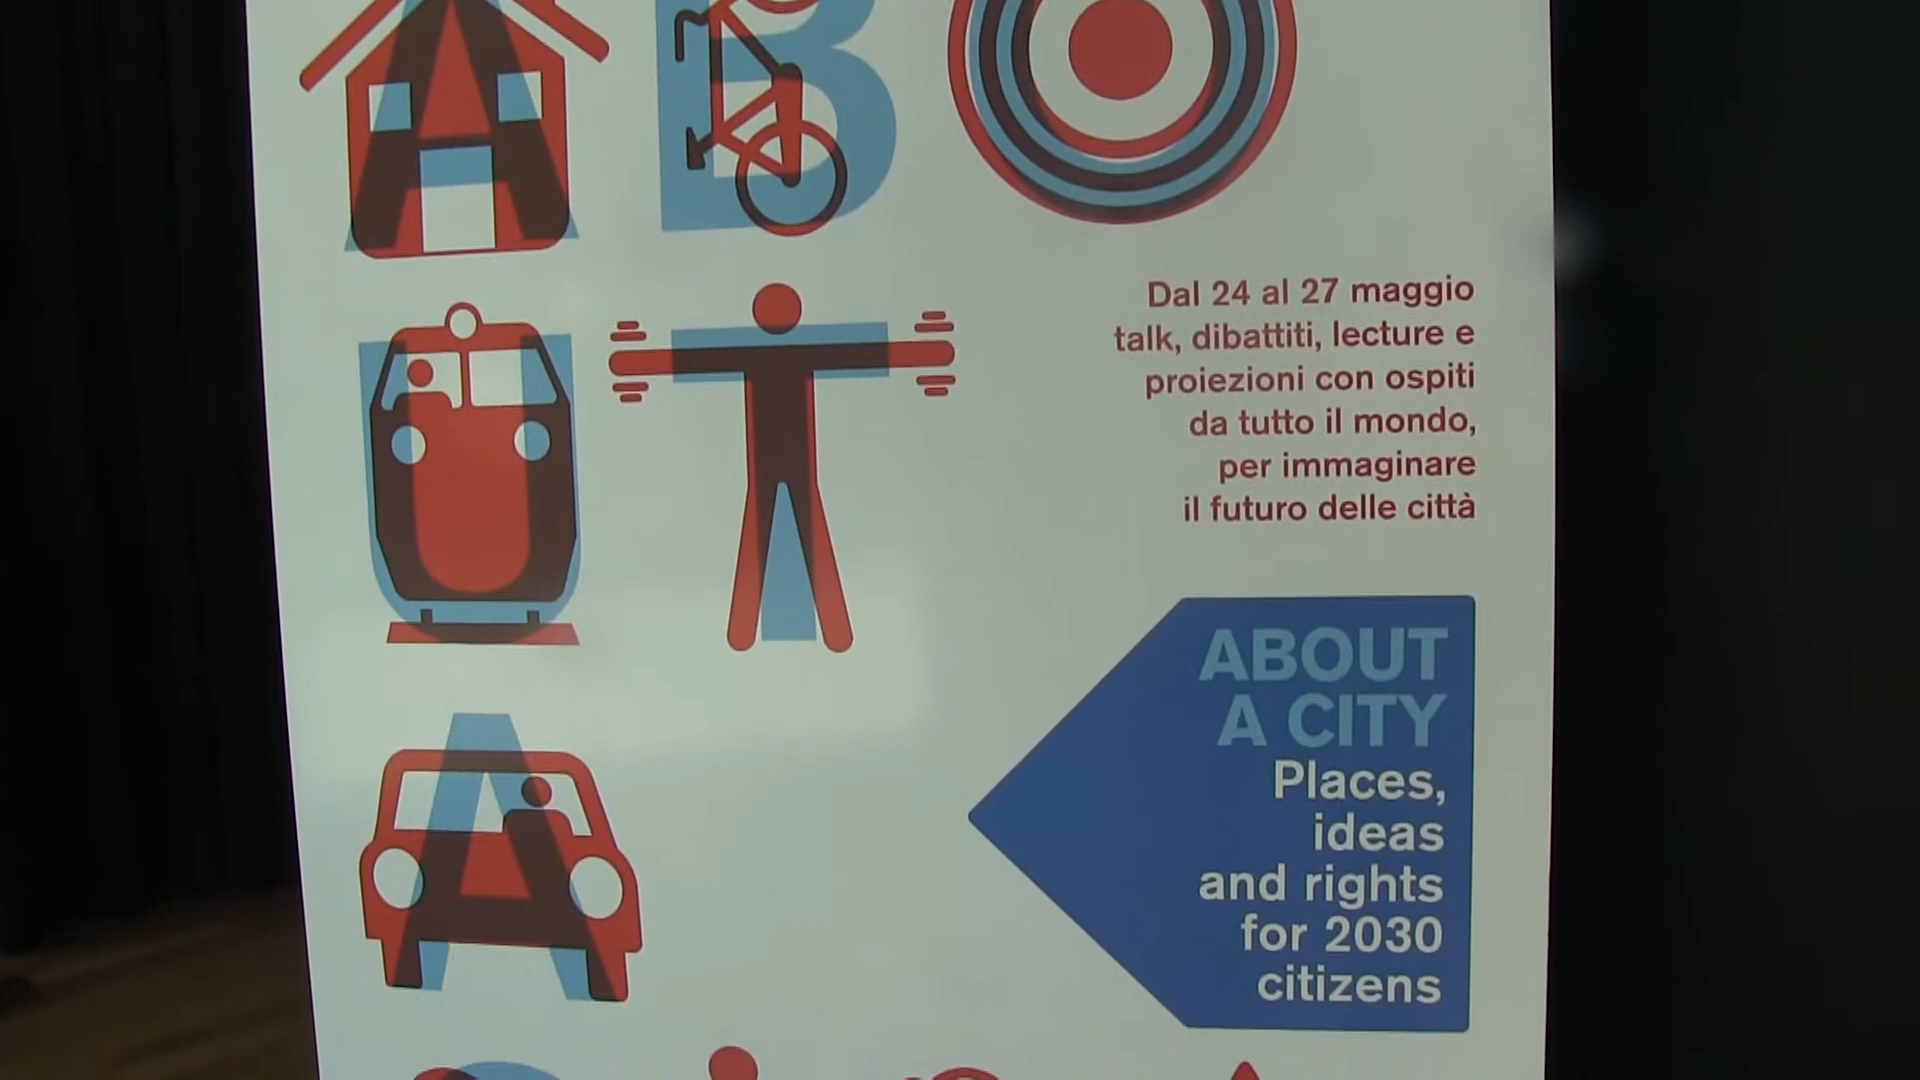 A B O
Dal 24 al 27 maggio
talk, dibattiti, lecture e
proiezioni con ospiti
da tutto il mondo,
per immaginare
il futuro delle città
U T
ABOUT
A CITY
Places,
ideas
and rights
for 2030
citizens
A